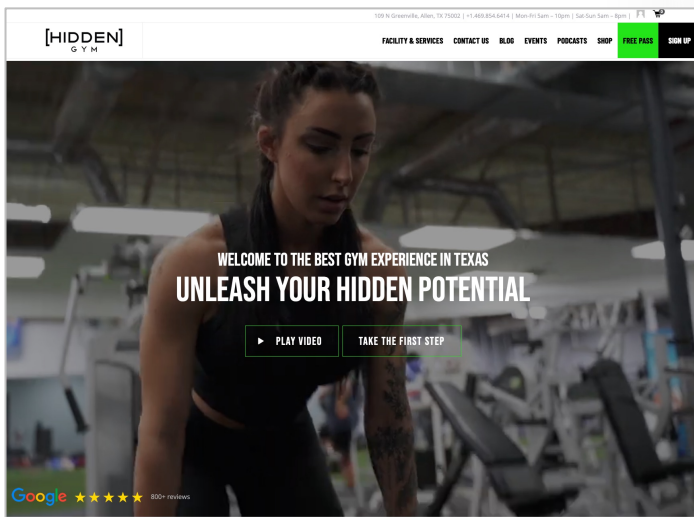 109 N Greenville, Allen, TX 75002 | +1.469.854.6414 | Mon-Fri 5am – 10pm | Sat-Sun 5am – 8pm | 0
[HIDDEN]
GYM
FACILITY & SERVICES CONTACT US BLOG EVENTS PODCASTS SHOP FREE PASS SIGN UP
WELCOME TO THE BEST GYM EXPERIENCE IN TEXAS
UNLEASH YOUR HIDDEN POTENTIAL
PLAY VIDEO TAKE THE FIRST STEP
Google 800+ reviews